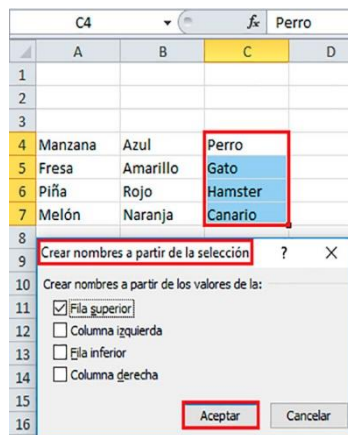 C4 fx Perro
A B C D
1
2
3
4 Manzana Azul Perro
5 Fresa Amarillo Gato
6 Piña Rojo Hamster
7 Melón Naranja Canario
8
9 Crear nombres a partir de la selección ? X
10 Crear nombres a partir de los valores de la:
11 Fila superior
12 Columna izquierda
13 Fila inferior
14 Columna derecha
15
16 Aceptar Cancelar